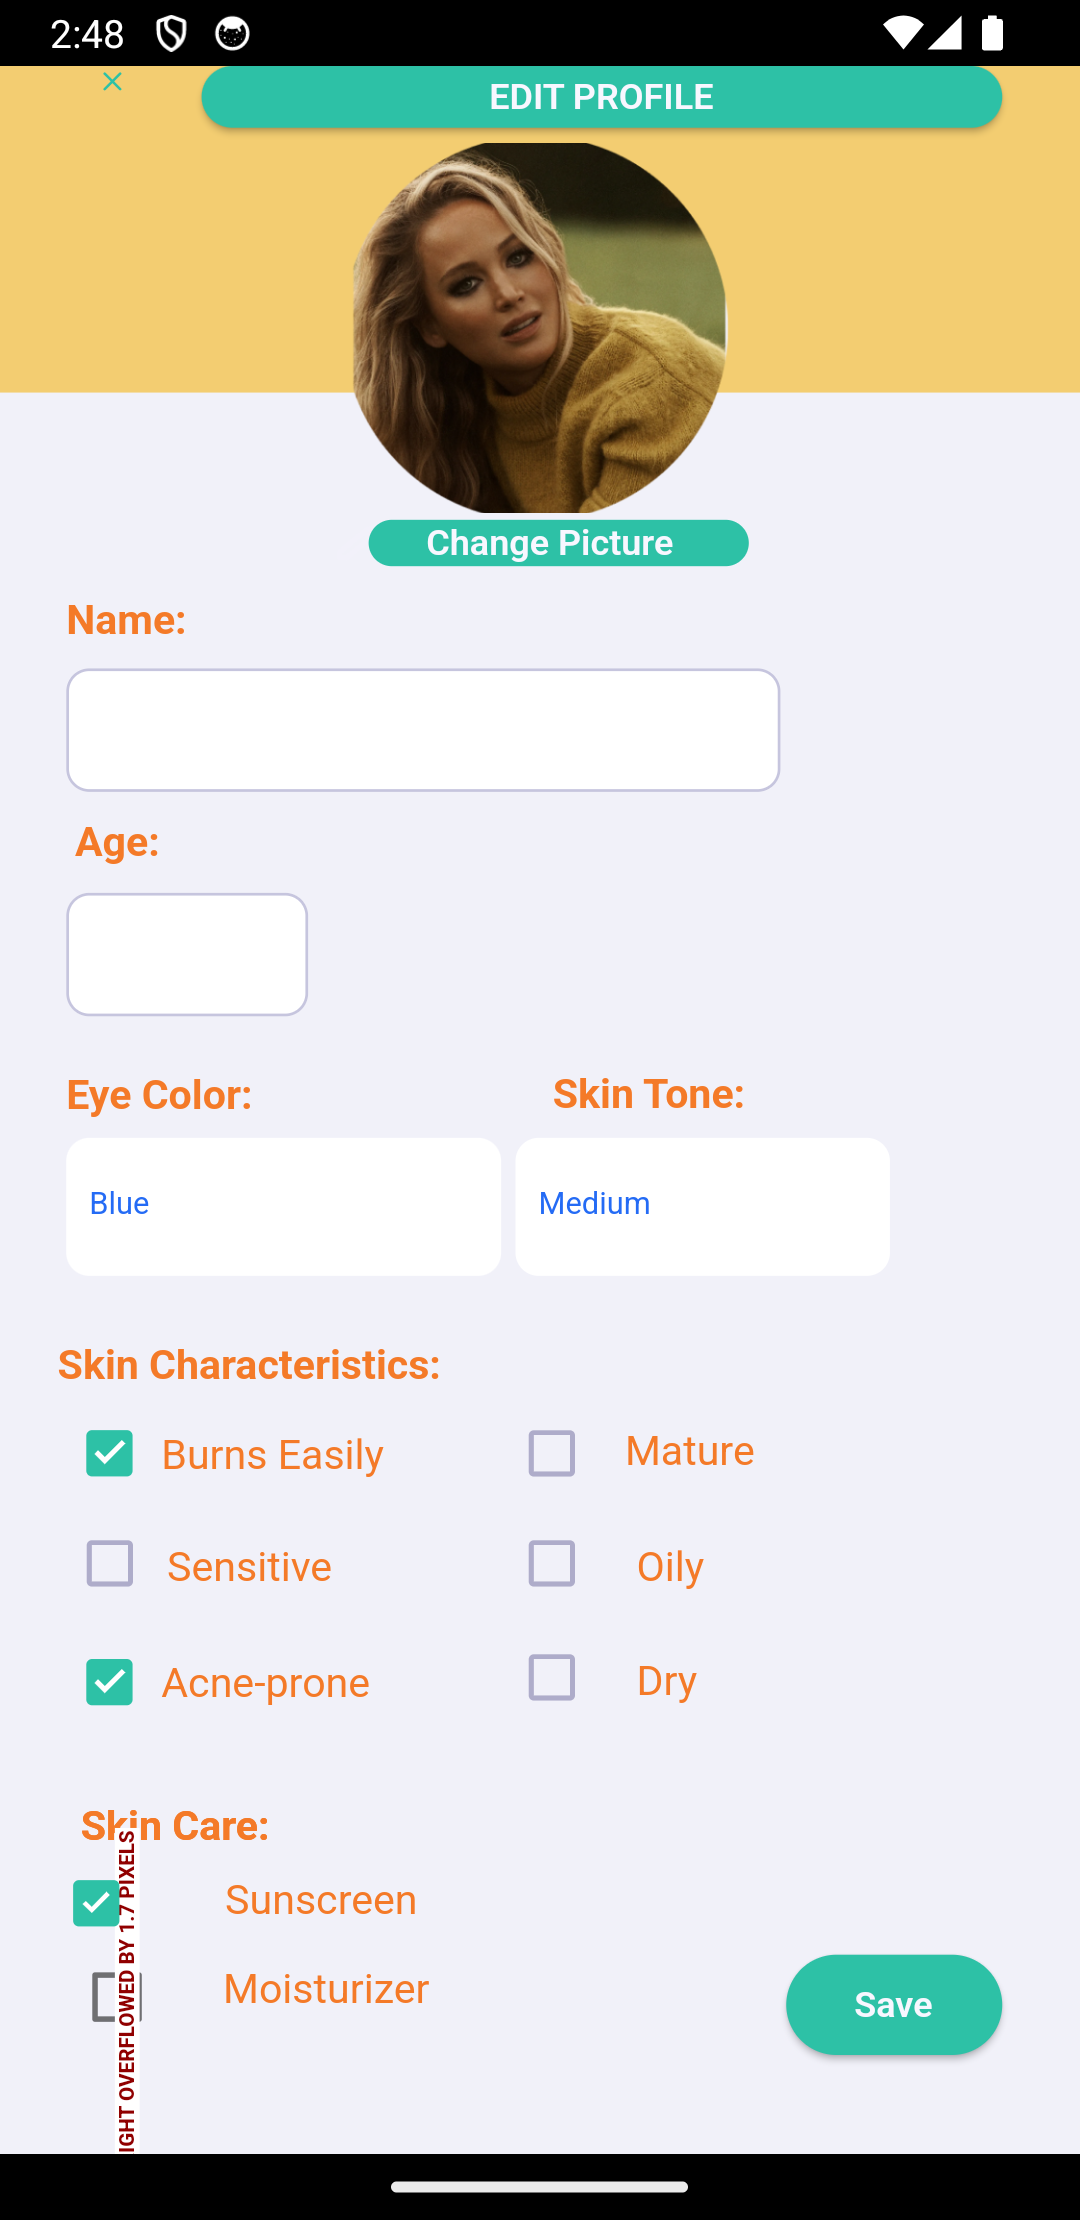 2:48
EDIT PROFILE
Change Picture
Name:
Age:
Eye Color: Skin Tone:
Blue Medium
Skin Characteristics:
Burns Easily Mature
Sensitive Oily
Acne-prone Dry
Skin Care:
Sunscreen
Moisturizer
IGHT OVERFLOWED BY 1.7 PIXELS
Save